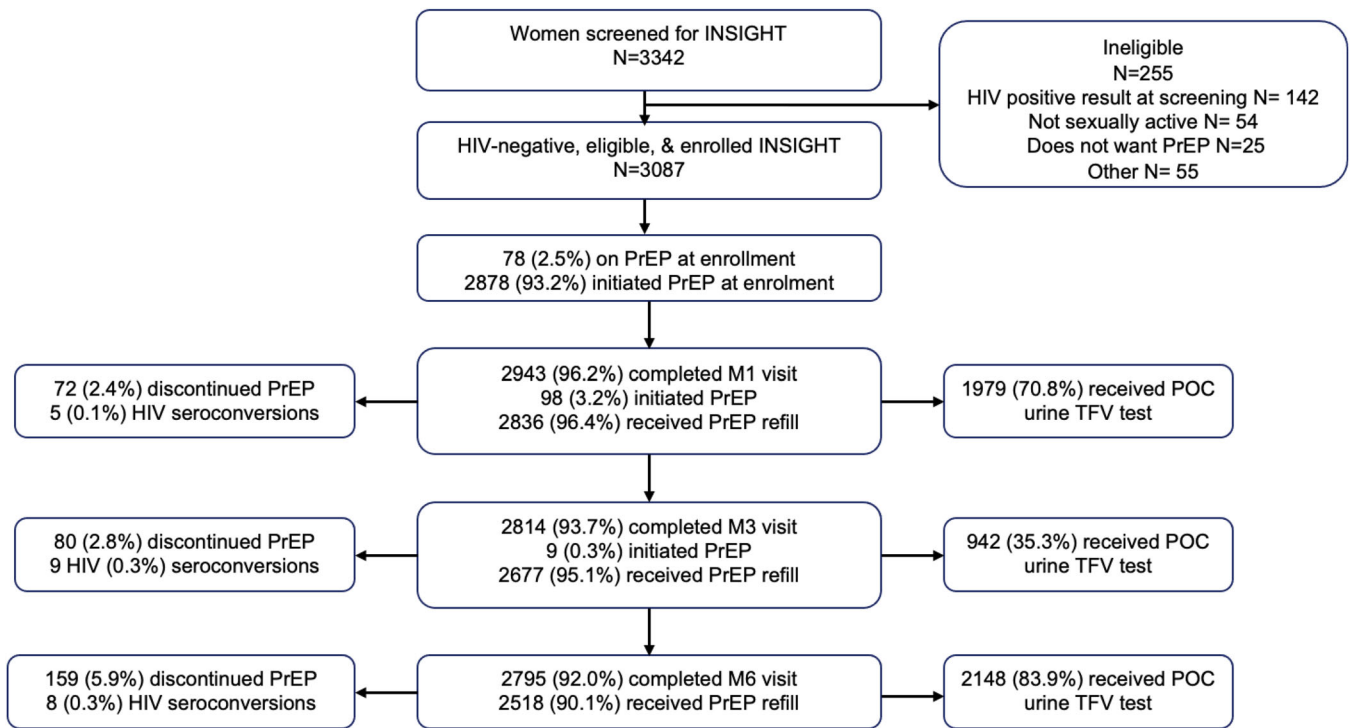 Women screened for INSIGHT
N=3342
Ineligible
N=255
HIV positive result at screening N= 142
Not sexually active N= 54
Does not want PrEP N=25
Other N= 55
HIV-negative, eligible, & enrolled INSIGHT
N=3087
78 (2.5%) on PrEP at enrollment
2878 (93.2%) initiated PrEP at enrolment
72 (2.4%) discontinued PrEP
5 (0.1%) HIV seroconversions
2943 (96.2%) completed M1 visit
98 (3.2%) initiated PrEP
2836 (96.4%) received PrEP refill
1979 (70.8%) received POC
urine TFV test
80 (2.8%) discontinued PrEP
9 HIV (0.3%) seroconversions
2814 (93.7%) completed M3 visit
9 (0.3%) initiated PrEP
2677 (95.1%) received PrEP refill
942 (35.3%) received POC
urine TFV test
159 (5.9%) discontinued PrEP
8 (0.3%) HIV seroconversions
2795 (92.0%) completed M6 visit
2518 (90.1%) received PrEP refill
2148 (83.9%) received POC
urine TFV test